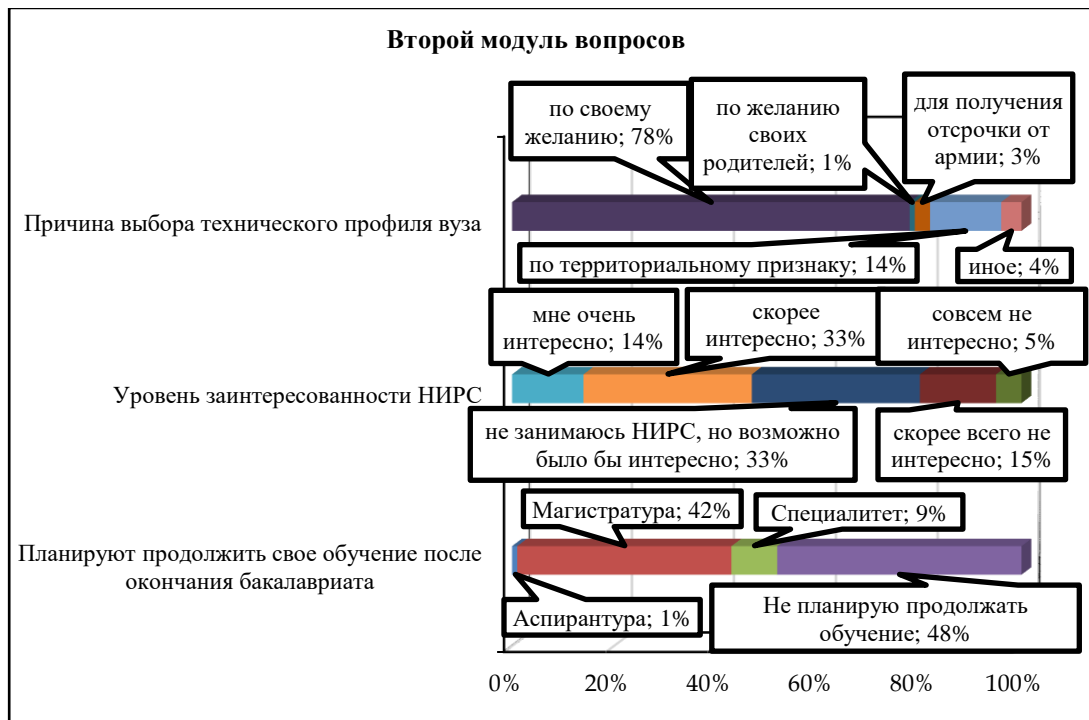 Второй модуль вопросов
по своему
желанию; 78%
по желанию
своих
родителей; 1%
для получения
отсрочки от
армии; 3%
Причина выбора технического профиля вуза
по территориальному признаку; 14%
иное; 4%
мне очень
интересно; 14%
скорее
интересно; 33%
совсем не
интересно; 5%
Уровень заинтересованности НИРС
не занимаюсь НИРС, но возможно
было бы интересно; 33%
скорее всего не
интересно; 15%
Магистратура; 42%
Специалитет; 9%
Планируют продолжить свое обучение после
окончания бакалавриата
Аспирантура; 1%
Не планирую продолжать
обучение; 48%
0% 20% 40% 60% 80% 100%